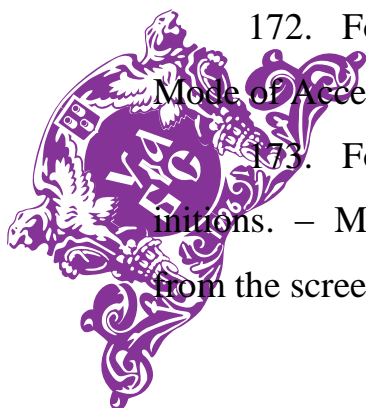 172. Fo
Mode of Acce
173. Fo
initions. – M
from the scree